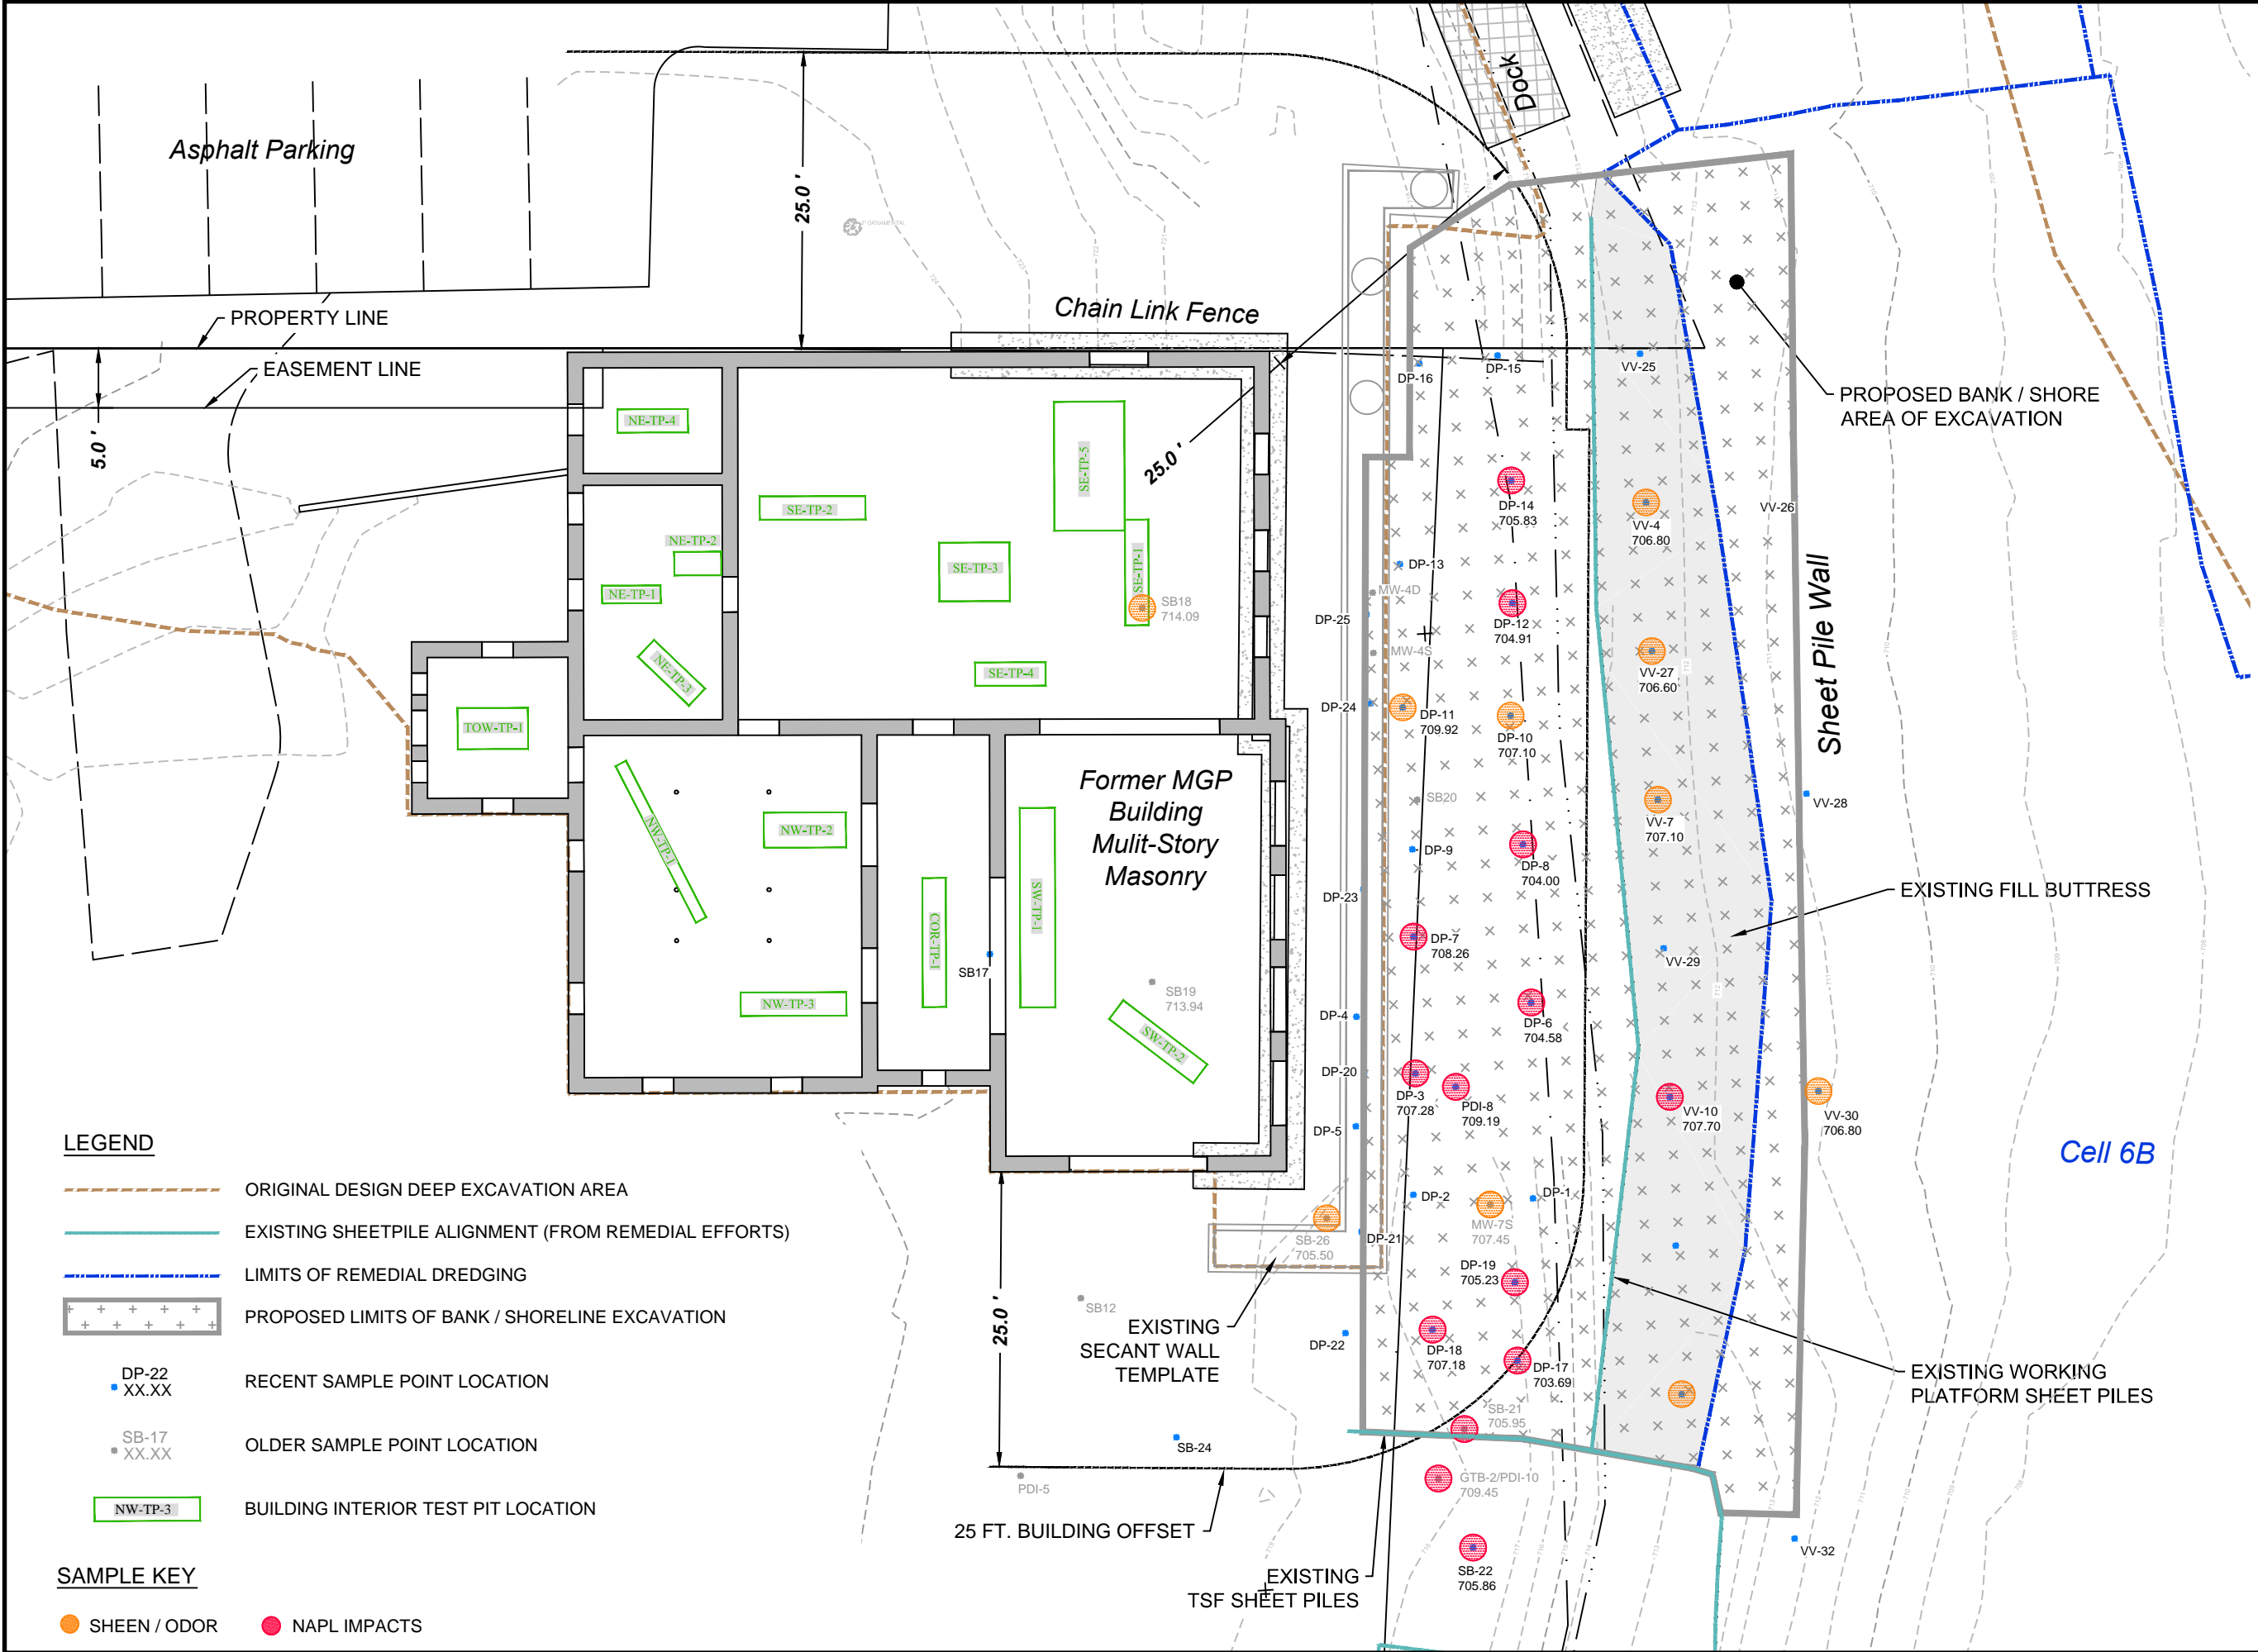 Asphalt Parking
Dock
25.0 '
ORNAMENTAL
PROPERTY LINE
EASEMENT LINE
5.0 '
Chain Link Fence
25.0 '
DP-16
DP-15
VV-25
PROPOSED BANK / SHORE
AREA OF EXCAVATION
NE-TP-4
SE-TP-5
SE-TP-2
NE-TP-2
SE-TP-3
SE-TP-1
NE-TP-1
NE-TP-3
SE-TP-4
TOW-TP-1
SB18
714.09
DP-14
705.83
VV-4
706.80
VV-26
Sheet Pile Wall
DP-13
MW-4D
DP-25
DP-12
704.91
MW-4S
VV-27
706.60
DP-24
DP-11
709.92
DP-10
707.10
Former MGP
Building
Mulit-Story
Masonry
NW-TP-1
NW-TP-2
SW-TP-1
COR-TP-1
SB20
VV-7
707.10
VV-28
DP-9
DP-8
704.00
DP-23
EXISTING FILL BUTTRESS
DP-7
708.26
VV-29
SB17
SB19
713.94
NW-TP-3
SW-TP-2
DP-4
DP-6
704.58
DP-20
DP-3
707.28
PDI-8
709.19
VV-10
707.70
VV-30
706.80
DP-5
Cell 6B
DP-2
DP-1
MW-7S
707.45
SB-26
705.50
DP-21
DP-19
705.23
SB12
EXISTING
SECANT WALL
TEMPLATE
25.0 '
DP-22
DP-18
707.18
DP-17
703.69
EXISTING WORKING
PLATFORM SHEET PILES
SB-21
705.95
SB-24
PDI-5
GTB-2/PDI-10
709.45
25 FT. BUILDING OFFSET
EXISTING
TSF SHEET PILES
SB-22
705.86
VV-32
LEGEND
ORIGINAL DESIGN DEEP EXCAVATION AREA
EXISTING SHEETPILE ALIGNMENT (FROM REMEDIAL EFFORTS)
LIMITS OF REMEDIAL DREDGING
PROPOSED LIMITS OF BANK / SHORELINE EXCAVATION
DP-22
XX.XX
RECENT SAMPLE POINT LOCATION
SB-17
XX.XX
OLDER SAMPLE POINT LOCATION
NW-TP-3
BUILDING INTERIOR TEST PIT LOCATION
SAMPLE KEY
SHEEN / ODOR
NAPL IMPACTS